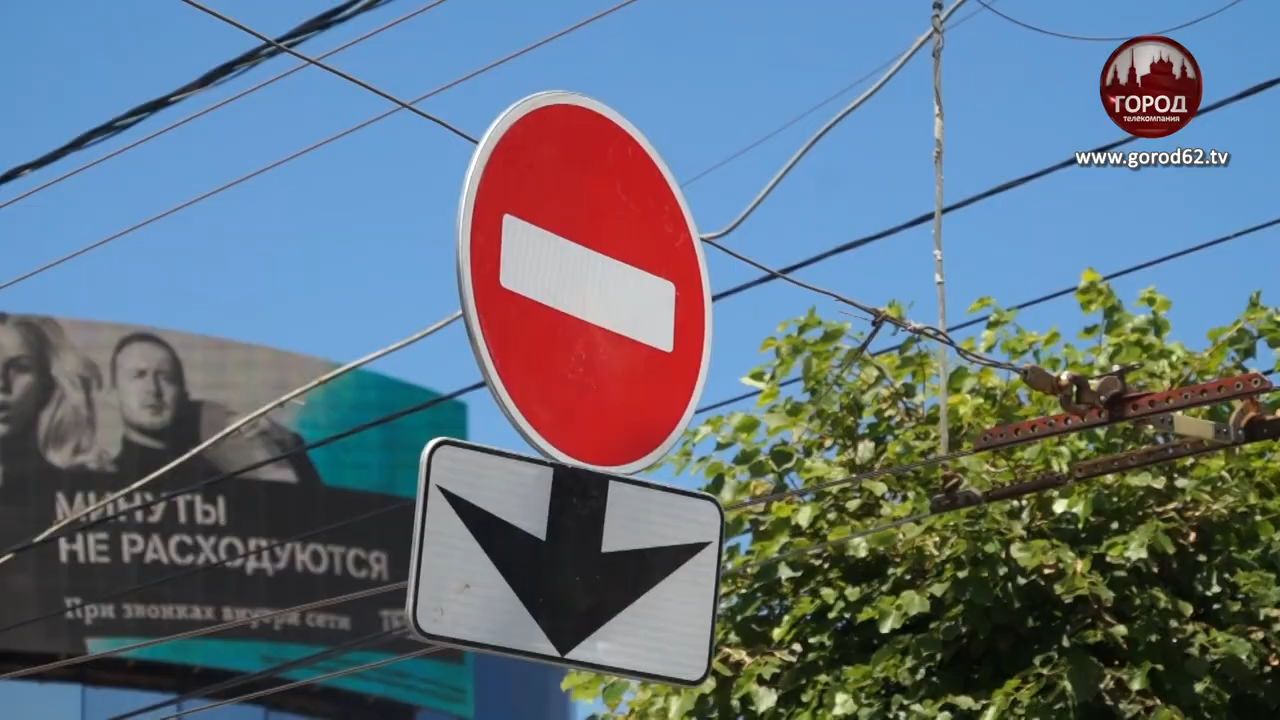 ГОРОД
телекомпания
www.gorod62.tv
МИНУТЫ
НЕ РАСХОДУЮТСЯ
При звонках внутри сети